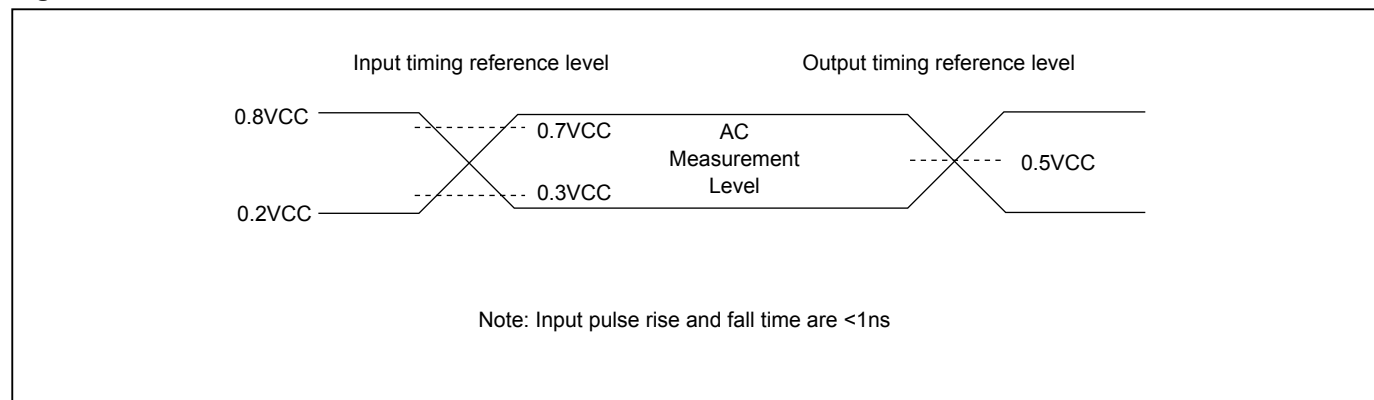 Input timing reference level
Output timing reference level
0.8VCC
0.7VCC
AC
Measurement
Level
0.5VCC
0.3VCC
0.2VCC
Note: Input pulse rise and fall time are <1ns